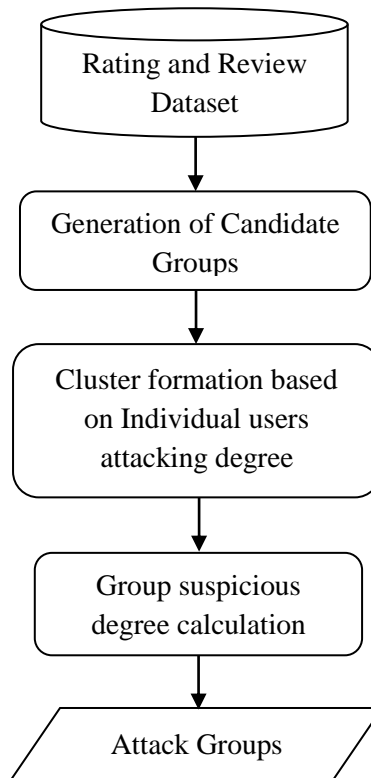 Rating and Review
Dataset
Generation of Candidate
Groups
Cluster formation based
on Individual users
attacking degree
Group suspicious
degree calculation
Attack Groups